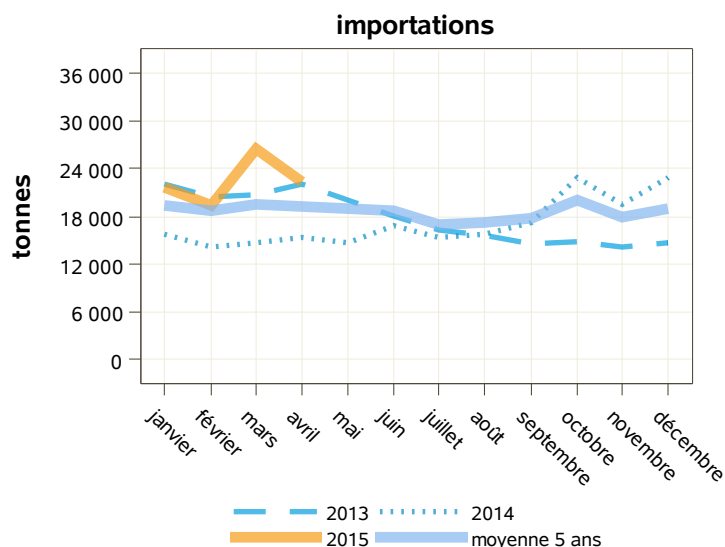 importations
tonnes
36 000
30 000
24 000
18 000
12 000
6 000
0
janvier
février
mars
avril
mai
juin
juillet
août
septembre
octobre
novembre
décembre
2013
2014
2015
moyenne 5 ans